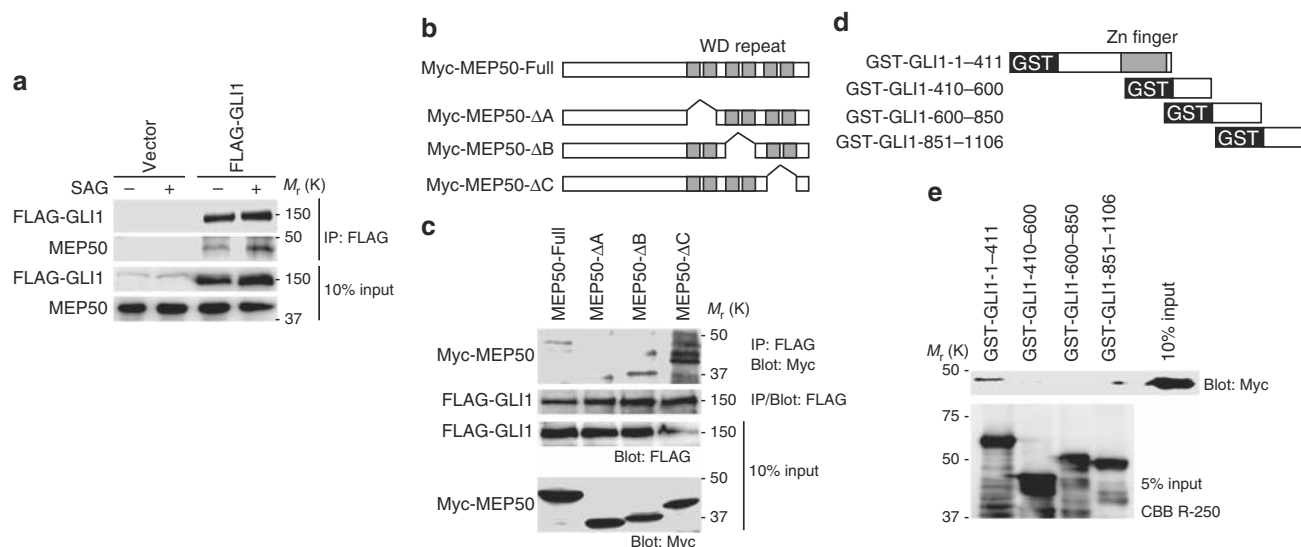 a
Vector
FLAG-GLI1
SAG
– + – + Mr (K)
FLAG-GLI1
150
50
MEP50
IP: FLAG
FLAG-GLI1
150
MEP50
37
10% input
b
WD repeat
Myc-MEP50-Full
Myc-MEP50-ΔA
Myc-MEP50-ΔB
Myc-MEP50-ΔC
c
MEP50-Full
MEP50-ΔA
MEP50-ΔB
MEP50-ΔC
Mr (K)
50
Myc-MEP50
37
IP: FLAG
Blot: Myc
FLAG-GLI1
150
IP/Blot: FLAG
FLAG-GLI1
150
Blot: FLAG
50
Myc-MEP50
37
Blot: Myc
10% input
d
Zn finger
GST-GLI1-1–411
GST
GST-GLI1-410–600
GST
GST-GLI1-600–850
GST
GST-GLI1-851–1106
GST
e
GST-GLI1-1–411
GST-GLI1-410–600
GST-GLI1-600–850
GST-GLI1-851–1106
10% input
Mr (K)
50
Blot: Myc
37
75
50
37
5% input
CBB R-250